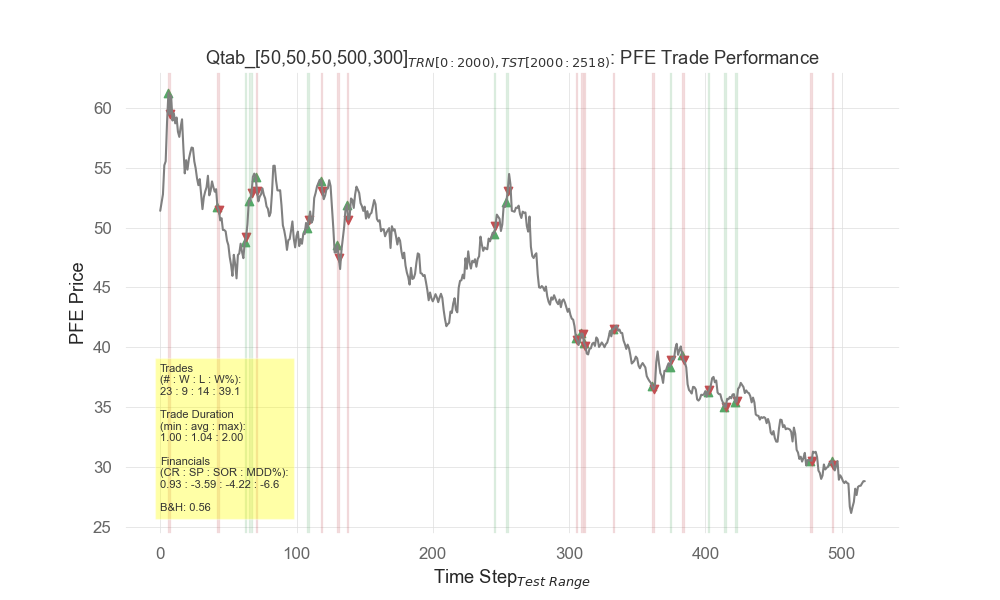 Qtab_[50,50,50,500,300]TRN[0:2000),TST[2000:2518): PFE Trade Performance
PFE Price
60
55
50
45
40
35
30
25
Trades
(# : W : L : W%):
23 : 9 : 14 : 39.1
Trade Duration
(min : avg : max):
1.00 : 1.04 : 2.00
Financials
(CR : SP : SOR : MDD%):
0.93 : -3.59 : -4.22 : -6.6
B&H: 0.56
0 100 200 300 400 500
Time StepTest Range